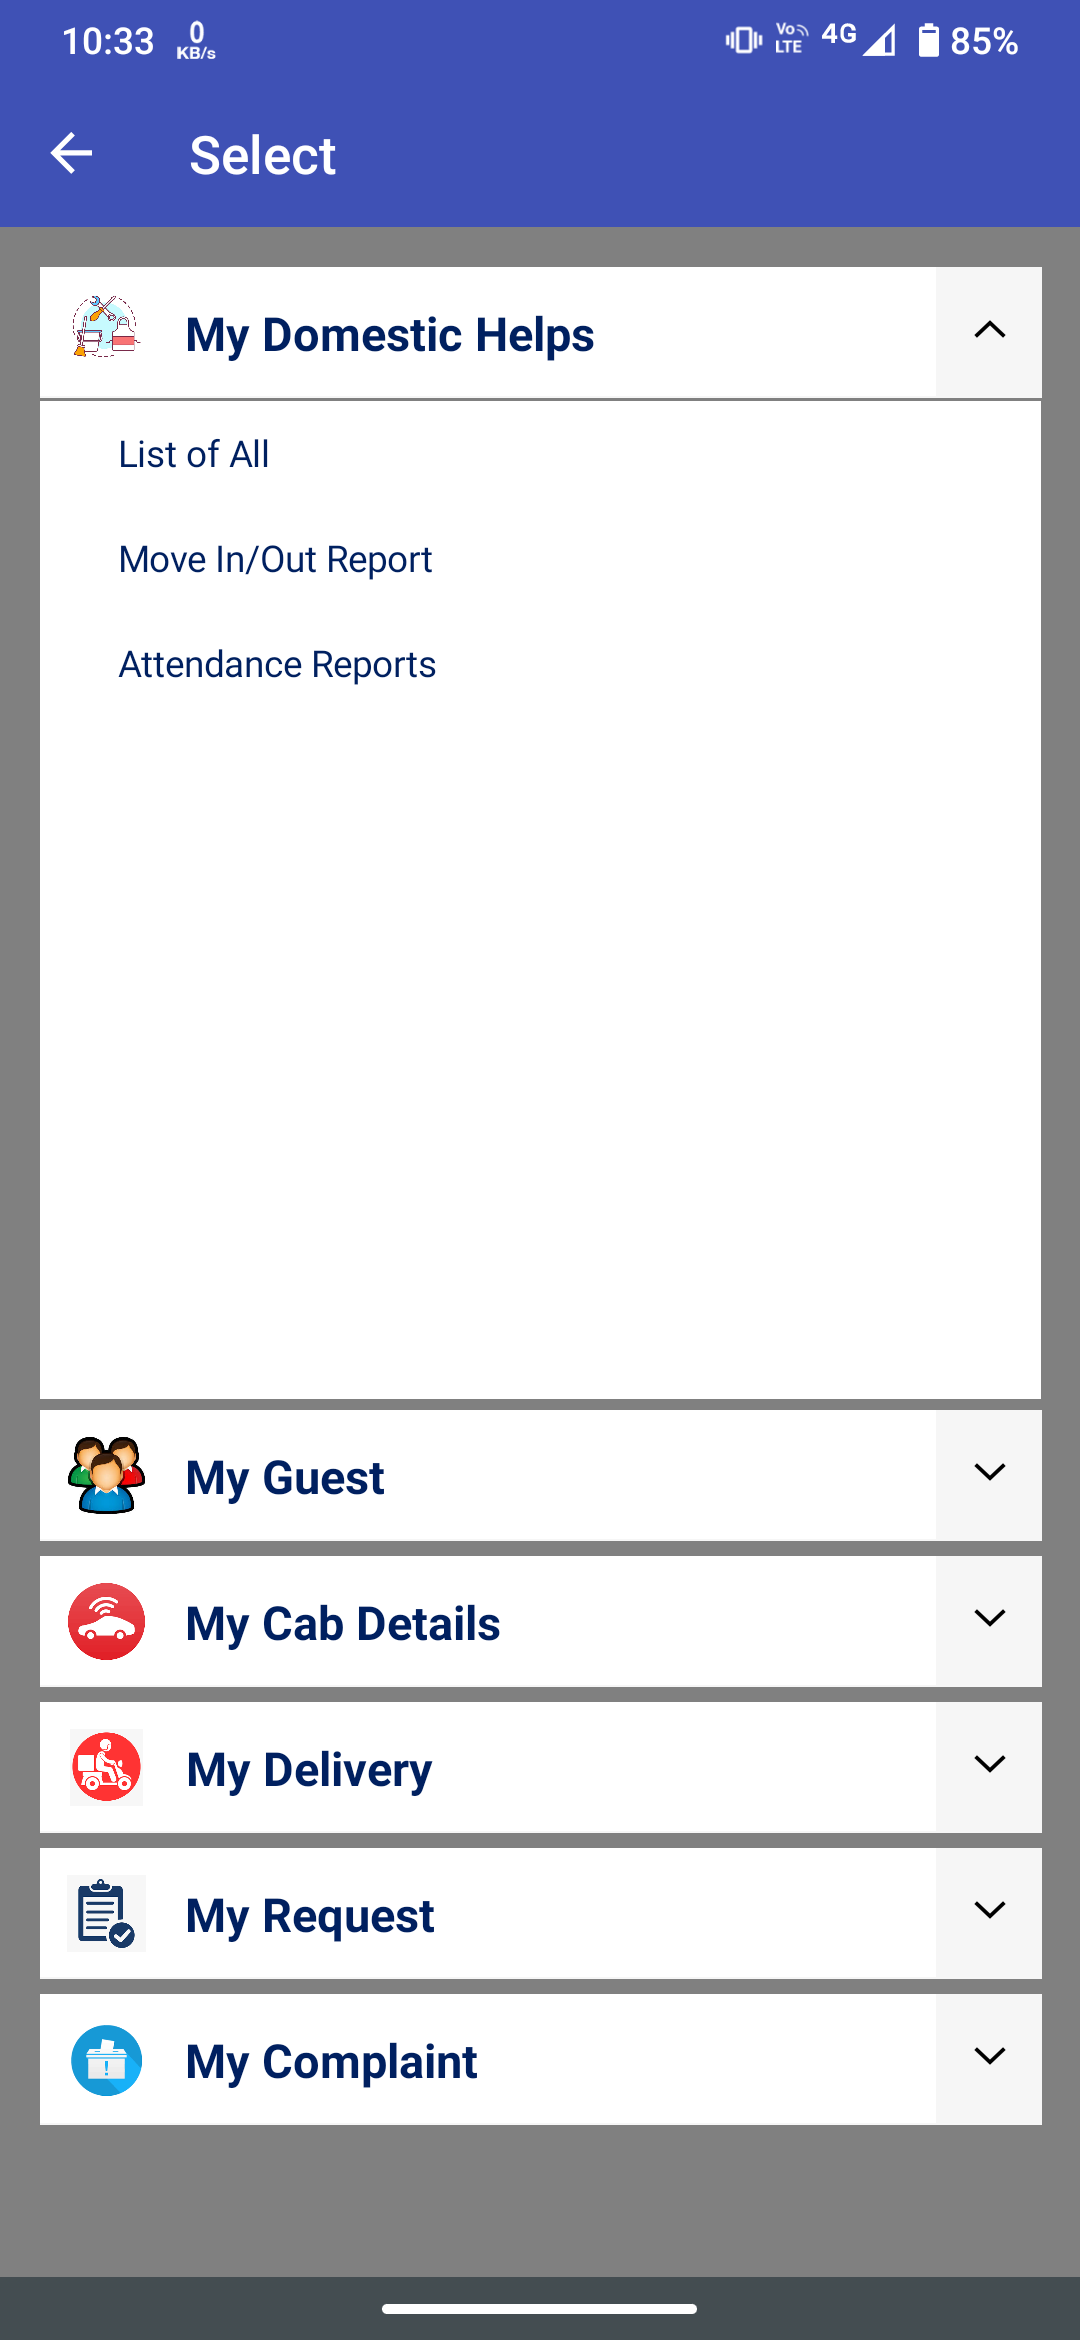 10:33 0 KB/s Vo LTE 4G 85%
Select
My Domestic Helps
List of All
Move In/Out Report
Attendance Reports
My Guest
My Cab Details
My Delivery
My Request
My Complaint